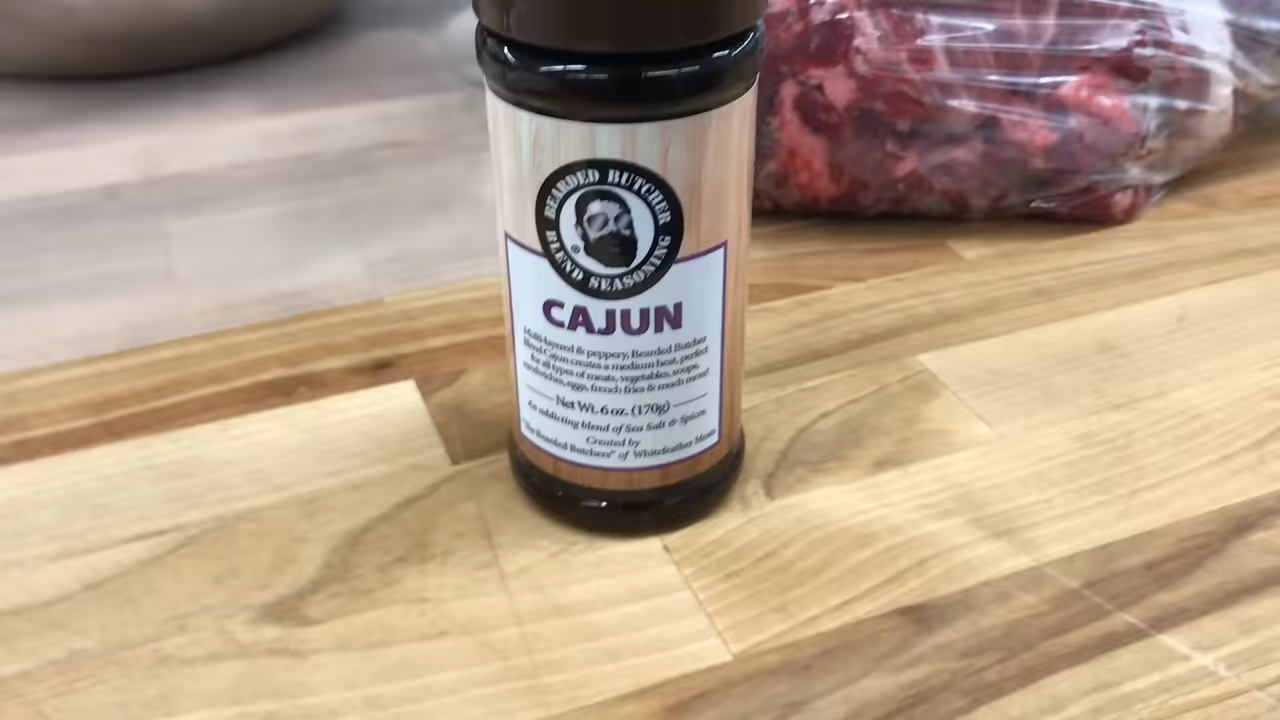 BEARDED BUTCHER
BLEND SEASONING
®
CAJUN
Multi-layered & peppery, Bearded Butcher
Blend Cajun creates a medium heat, perfect
for all types of meats, vegetables, soups,
sandwiches, eggs, french fries & much more!
Net Wt. 6 oz. (170g)
An addicting blend of Sea Salt & Spices
Created by
"The Bearded Butchers" of Whitefeather Meats